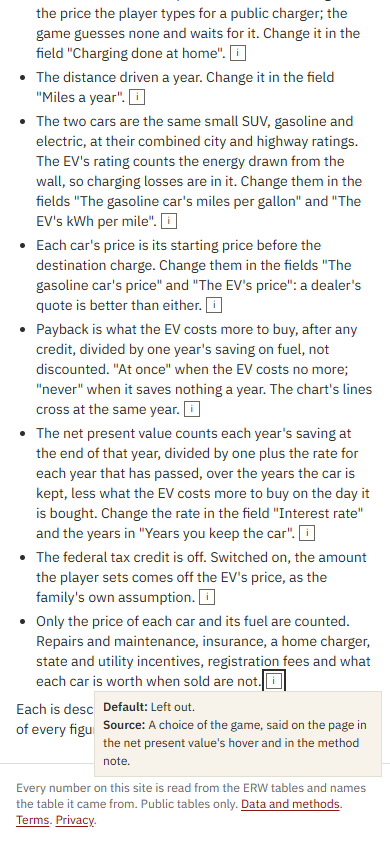 the price the player types for a public charger; the
game guesses none and waits for it. Change it in the
field "Charging done at home". i
• The distance driven a year. Change it in the field
"Miles a year". i
• The two cars are the same small SUV, gasoline and
electric, at their combined city and highway ratings.
The EV's rating counts the energy drawn from the
wall, so charging losses are in it. Change them in the
fields "The gasoline car's miles per gallon" and "The
EV's kWh per mile". i
• Each car's price is its starting price before the
destination charge. Change them in the fields "The
gasoline car's price" and "The EV's price": a dealer's
quote is better than either. i
• Payback is what the EV costs more to buy, after any
credit, divided by one year's saving on fuel, not
discounted. "At once" when the EV costs no more;
"never" when it saves nothing a year. The chart's lines
cross at the same year. i
• The net present value counts each year's saving at
the end of that year, divided by one plus the rate for
each year that has passed, over the years the car is
kept, less what the EV costs more to buy on the day it
is bought. Change the rate in the field "Interest rate"
and the years in "Years you keep the car". i
• The federal tax credit is off. Switched on, the amount
the player sets comes off the EV's price, as the
family's own assumption. i
• Only the price of each car and its fuel are counted.
Repairs and maintenance, insurance, a home charger,
state and utility incentives, registration fees and what
each car is worth when sold are not. i
Each is desc
of every figu
Default: Left out.
Source: A choice of the game, said on the page in
the net present value's hover and in the method
note.
Every number on this site is read from the ERW tables and names
the table it came from. Public tables only. Data and methods.
Terms. Privacy.